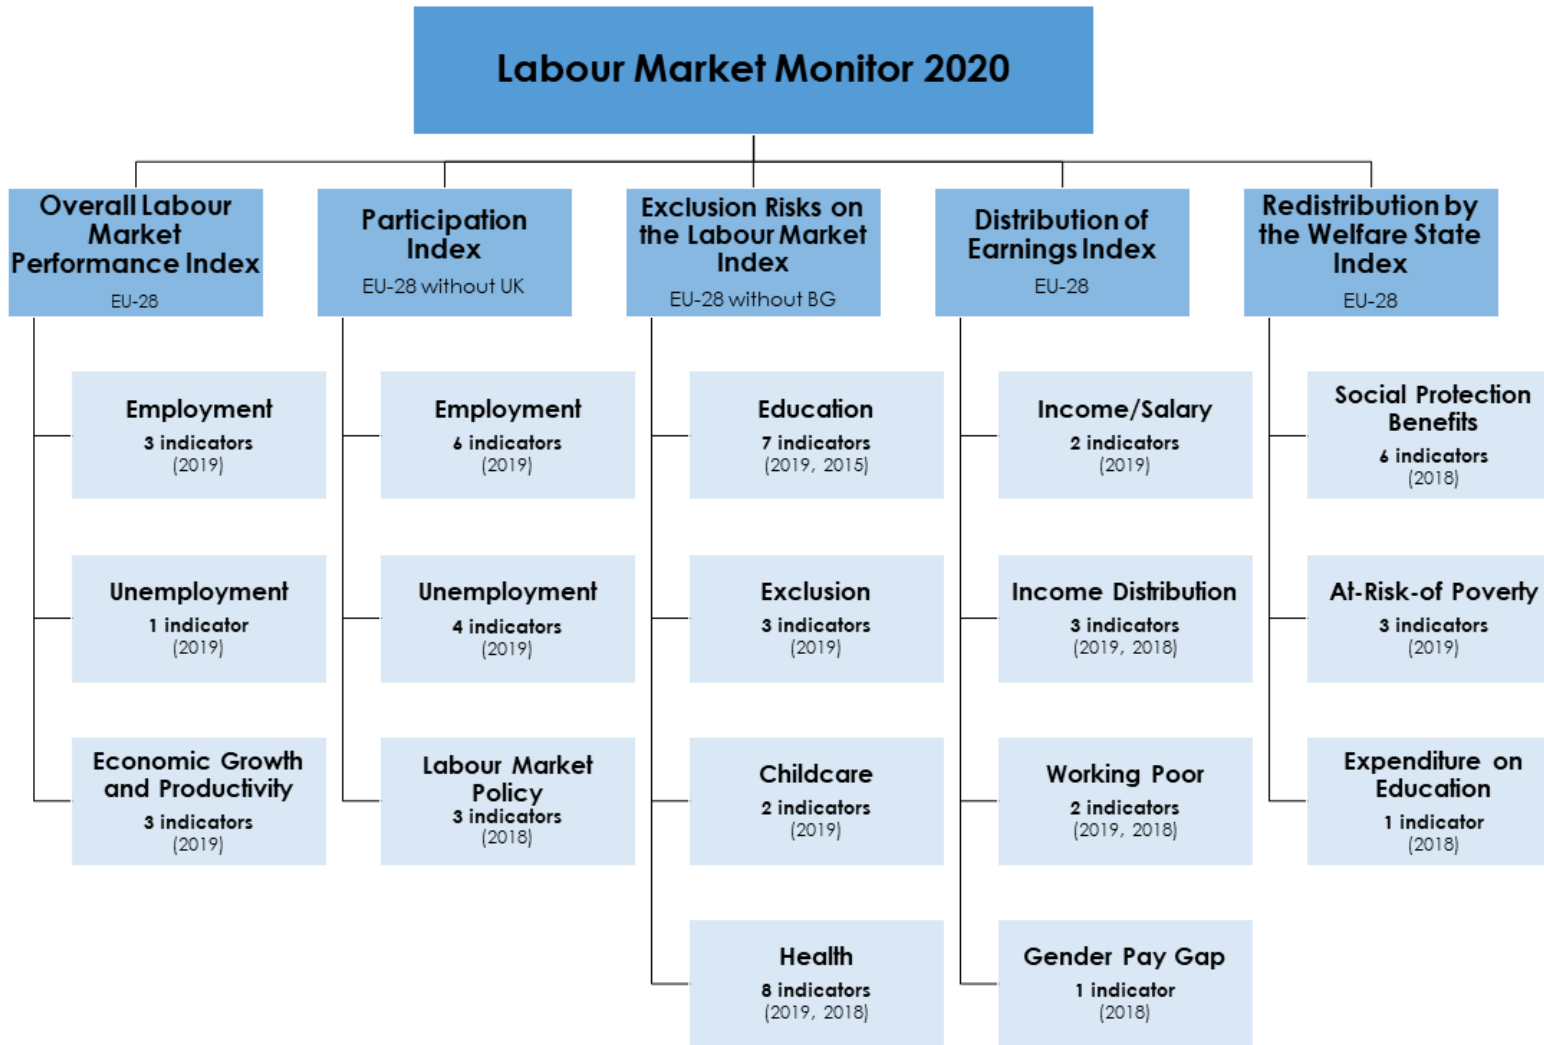 Labour Market Monitor 2020
Overall Labour
Market
Performance Index
EU-28
Participation
Index
EU-28 without UK
Exclusion Risks on
the Labour Market
Index
EU-28 without BG
Distribution of
Earnings Index
EU-28
Redistribution by
the Welfare State
Index
EU-28
Employment
3 indicators
(2019)
Unemployment
1 indicator
(2019)
Economic Growth
and Productivity
3 indicators
(2019)
Employment
6 indicators
(2019)
Unemployment
4 indicators
(2019)
Labour Market
Policy
3 indicators
(2018)
Education
7 indicators
(2019, 2015)
Exclusion
3 indicators
(2019)
Childcare
2 indicators
(2019)
Health
8 indicators
(2019, 2018)
Income/Salary
2 indicators
(2019)
Income Distribution
3 indicators
(2019, 2018)
Working Poor
2 indicators
(2019, 2018)
Gender Pay Gap
1 indicator
(2018)
Social Protection
Benefits
6 indicators
(2018)
At-Risk-of Poverty
3 indicators
(2019)
Expenditure on
Education
1 indicator
(2018)